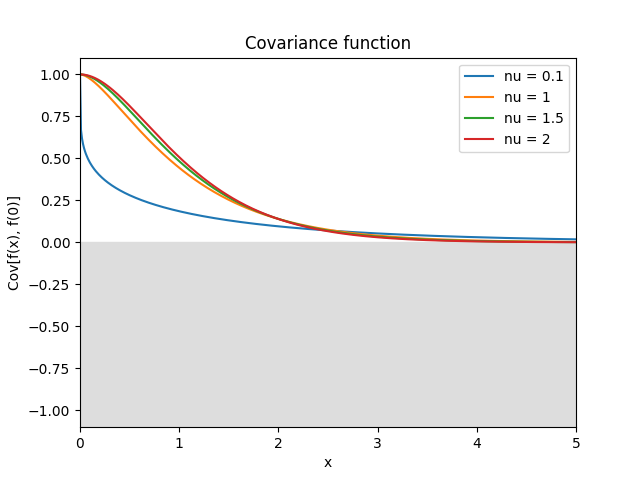 Covariance function
Cov[f(x), f(0)]
1.00
0.75
0.50
0.25
0.00
−0.25
−0.50
−0.75
−1.00
nu = 0.1
nu = 1
nu = 1.5
nu = 2
0
1
2
3
4
5
x